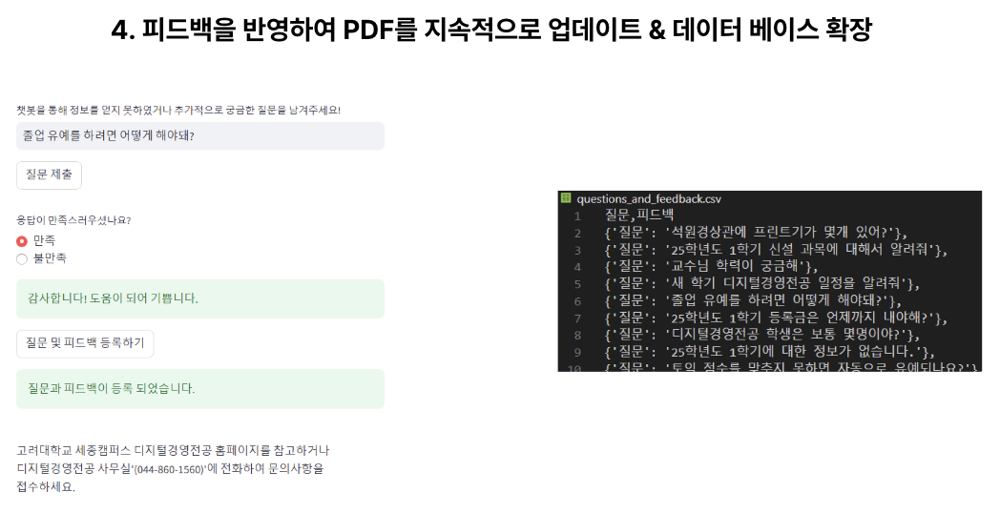 4. 피드백을 반영하여 PDF를 지속적으로 업데이트 & 데이터 베이스 확장
챗봇을 통해 정보를 얻지 못하였거나 추가적으로 궁금한 질문을 남겨주세요!
졸업 유예를 하려면 어떻게 해야돼?
질문 제출
응답이 만족스러우셨나요?
만족
불만족
감사합니다! 도움이 되어 기쁩니다.
질문 및 피드백 등록하기
질문과 피드백이 등록 되었습니다.
고려대학교 세종캠퍼스 디지털경영전공 홈페이지를 참고하거나
디지털경영전공 사무실'(044-860-1560)'에 전화하여 문의사항을
접수하세요.
questions_and_feedback.csv
1 질문,피드백
2 {'질문': '석원경상관에 프린트기가 몇개 있어?'},
3 {'질문': '25학년도 1학기 신설 과목에 대해서 알려줘'},
4 {'질문': '교수님 학력이 궁금해'},
5 {'질문': '새 학기 디지털경영전공 일정을 알려줘'},
6 {'질문': '졸업 유예를 하려면 어떻게 해야돼?'},
7 {'질문': '25학년도 1학기 등록금은 언제까지 내야해?'},
8 {'질문': '디지털경영전공 학생은 보통 몇명이야?'},
9 {'질문': '25학년도 1학기에 대한 정보가 없습니다.'},
10 {'질문': '토익 점수를 맞추지 못하면 자동으로 유예되나요?'}